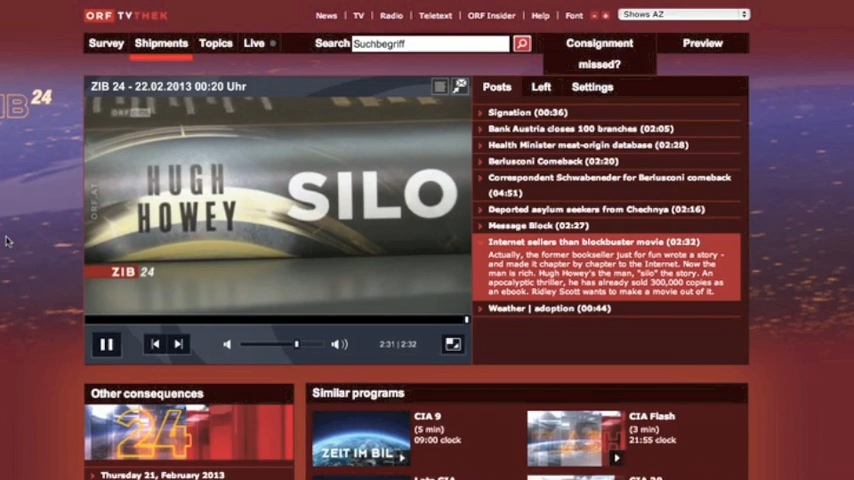 ORF TVTHEK
News | TV | Radio | Teletext | ORF Insider | Help | Font - +
Shows AZ
Survey Shipments Topics Live
Search Suchbegriff
Consignment missed?
Preview
24
ZIB 24 - 22.02.2013 00:20 Uhr
ORF.AT
HUGH
HOWEY
SILO
ZIB 24
2:31 | 2:32
Posts Left Settings
Signation (00:36)
Bank Austria closes 100 branches (02:05)
Health Minister meat-origin database (02:28)
Berlusconi Comeback (02:20)
Correspondent Schwabeneder for Berlusconi comeback
(04:51)
Deported asylum seekers from Chechnya (02:16)
Message Block (02:27)
Internet sellers than blockbuster movie (02:32)
Actually, the former bookseller just for fun wrote a story -
and made it chapter by chapter to the Internet. Now the
man is rich. Hugh Howey's the man, "silo" the story. An
apocalyptic thriller, he has already sold 300,000 copies as
an ebook. Ridley Scott wants to make a movie out of it.
Weather | adoption (00:44)
Other consequences
24
Thursday 21, February 2013
Similar programs
ZEIT IM BIL
CIA 9
(5 min)
09:00 clock
CIA Flash
(3 min)
21:55 clock